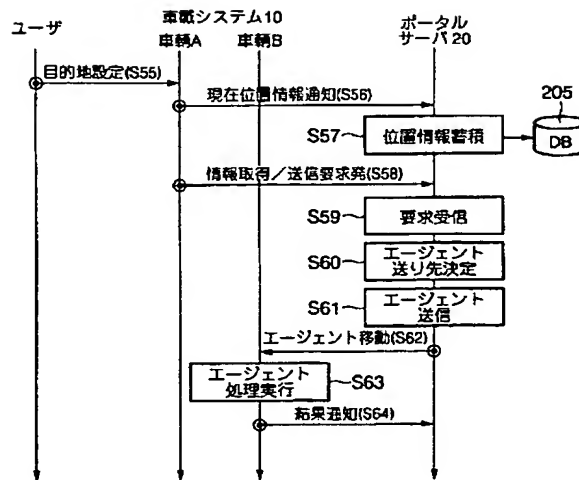 ユーザ
車載システム10
車輌A
車輌B
ポータル
サーバ20
目的地設定(S55)
現在位置情報通知(S56)
205
S57
位置情報蓄積
DB
情報取得/送信要求発(S58)
S59
要求受信
S60
エージェント
送り先決定
S61
エージェント
送信
エージェント移動(S62)
エージェント
処理実行
S63
結果通知(S64)